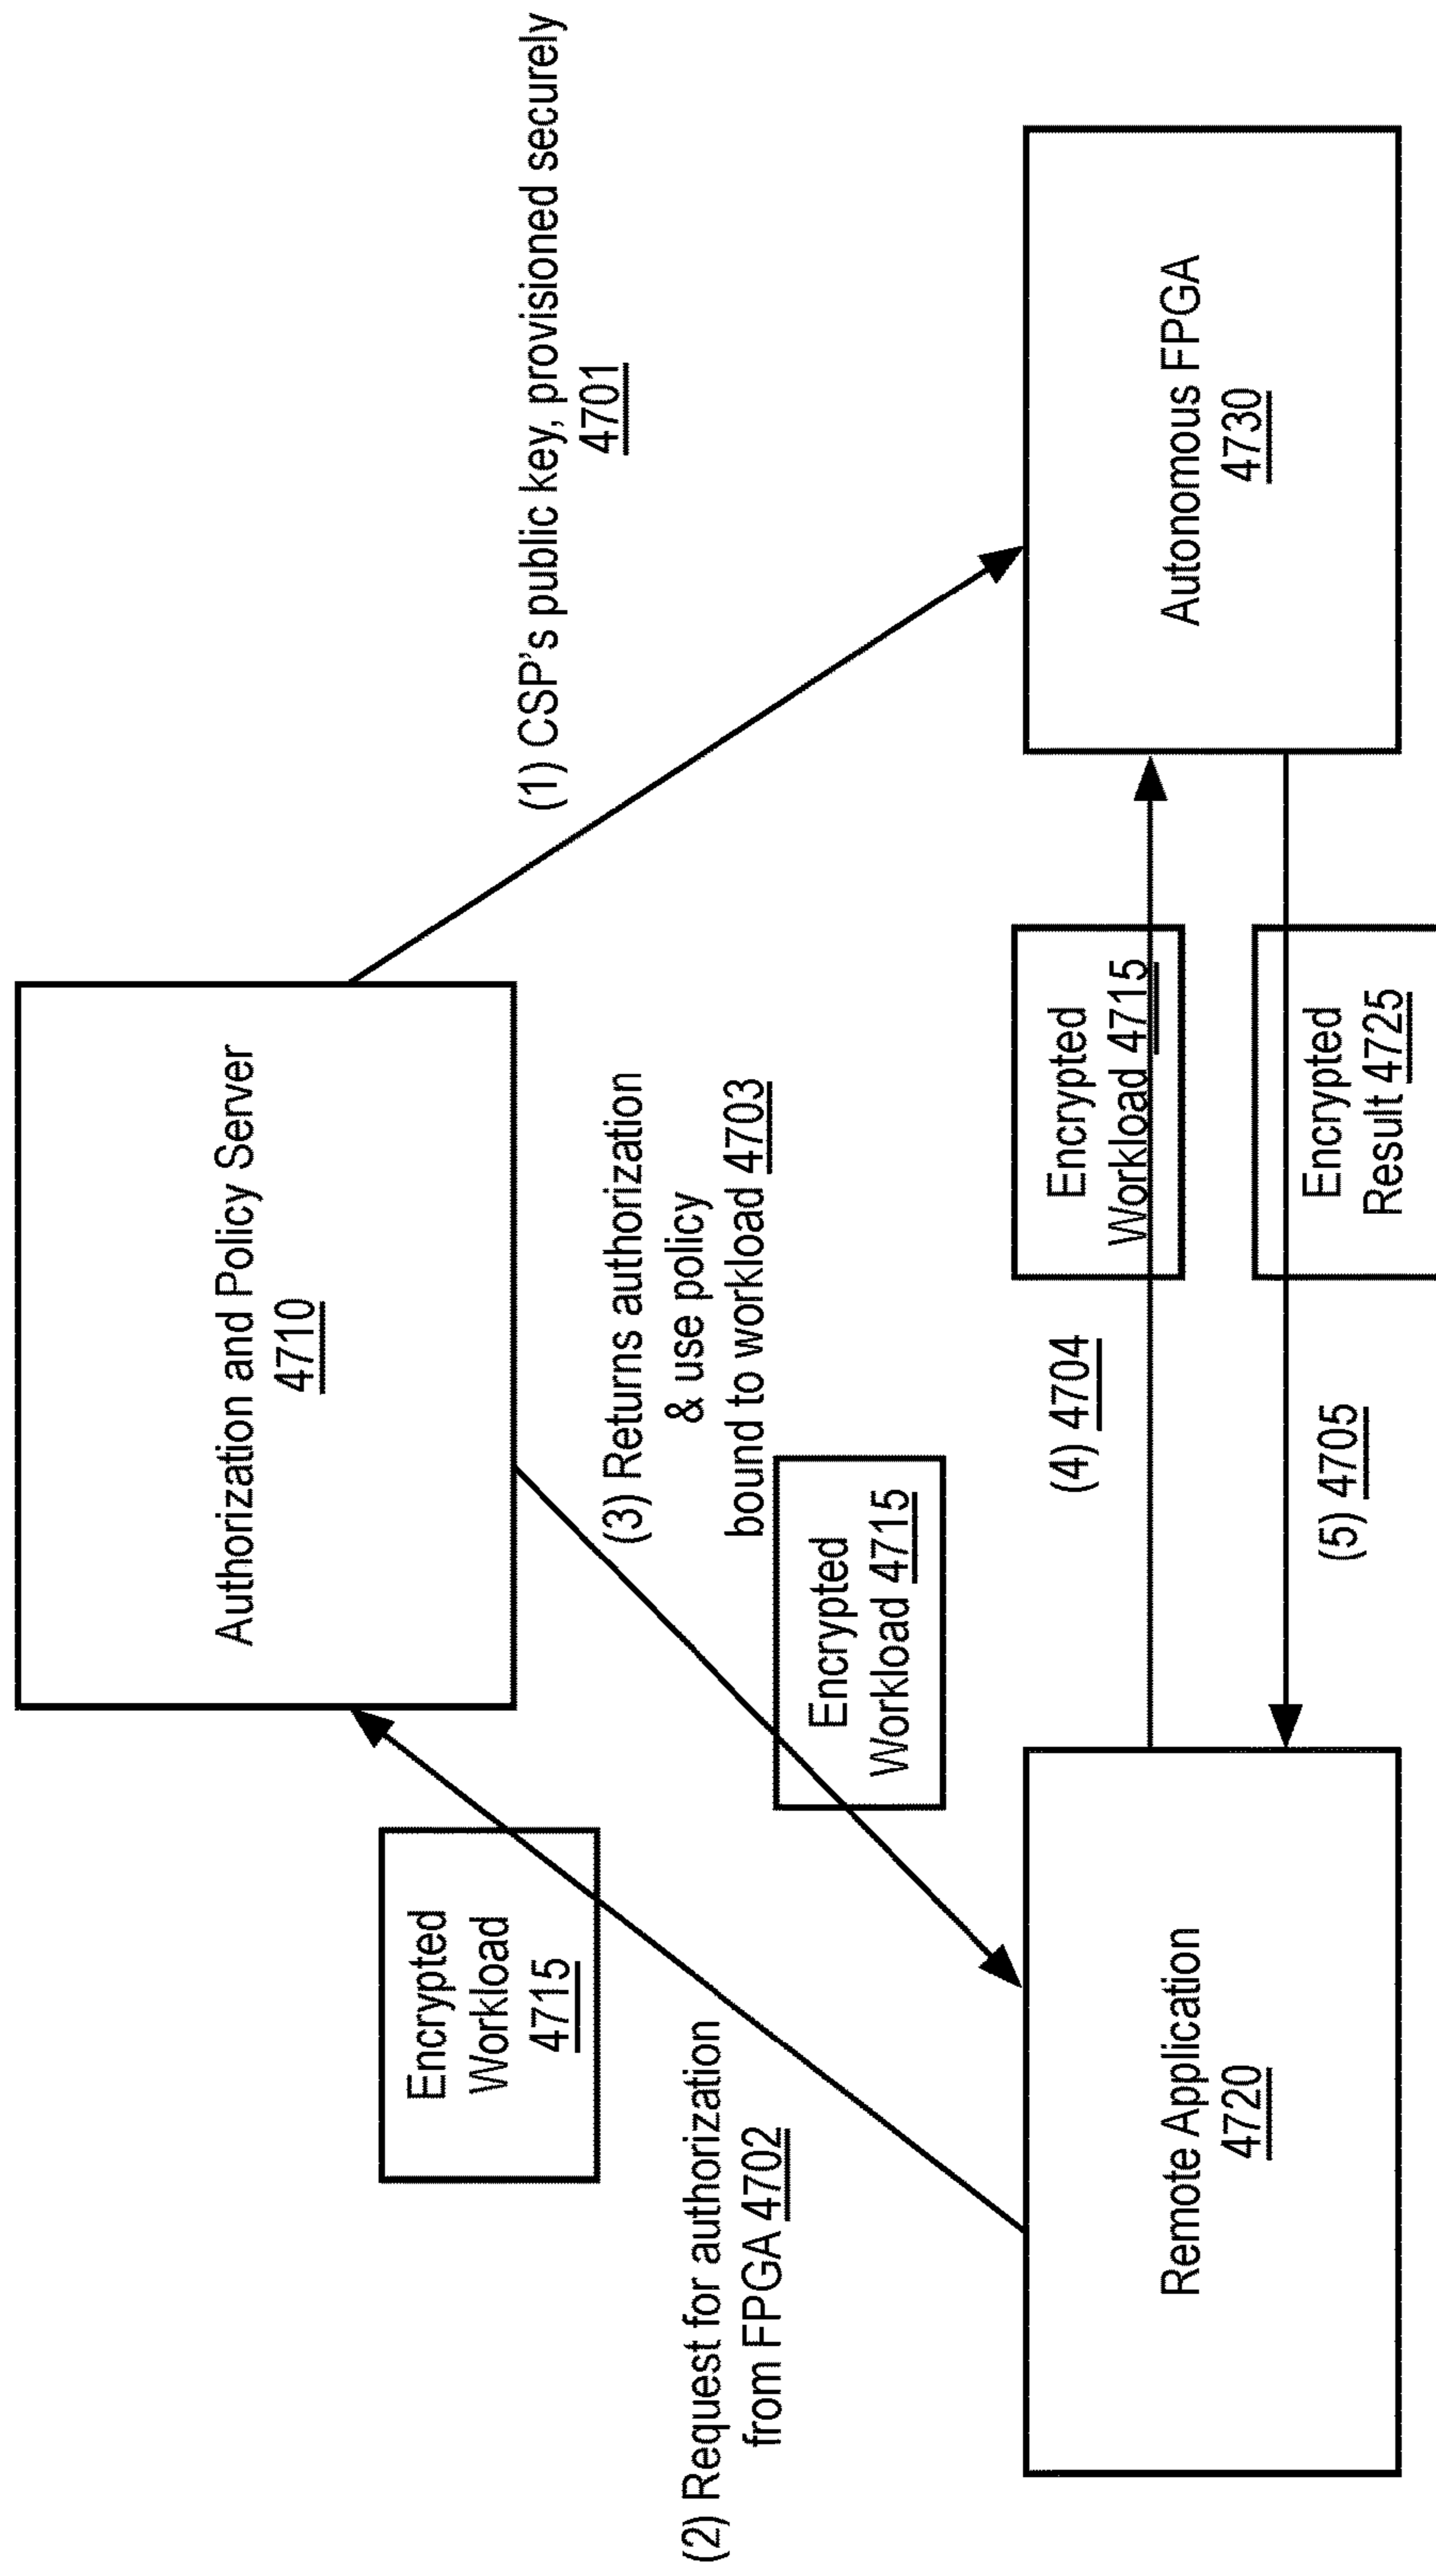 Authorization and Policy Server
4710
(1) CSP's public key, provisioned securely
4701
Encrypted
Workload
4715
(2) Request for authorization
from FPGA 4702
(3) Returns authorization
& use policy
bound to workload 4703
Encrypted
Workload 4715
Remote Application
4720
(4) 4704
Encrypted
Workload 4715
(5) 4705
Encrypted
Result 4725
Autonomous FPGA
4730